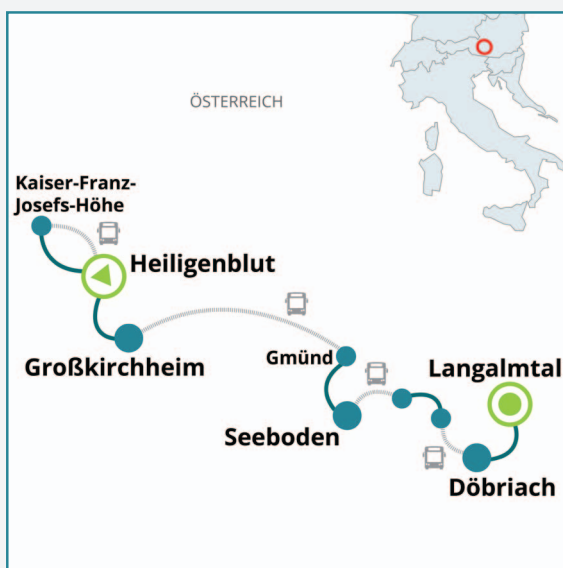 ÖSTERREICH
Kaiser-Franz-
Josefs-Höhe
Heiligenblut
Großkirchheim
Gmünd
Langalmtal
Seeboden
Döbriach